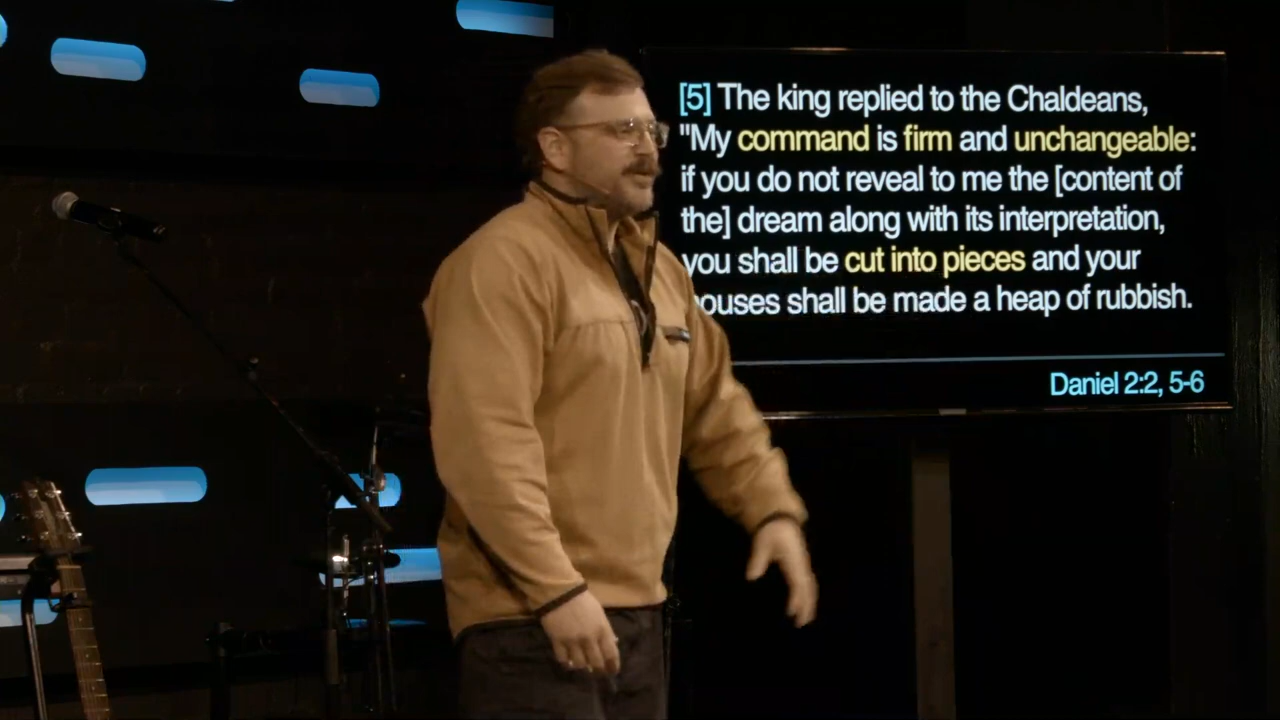 [5] The king replied to the Chaldeans,
"My command is firm and unchangeable:
if you do not reveal to me the [content of
the] dream along with its interpretation,
you shall be cut into pieces and your
houses shall be made a heap of rubbish.
Daniel 2:2, 5-6